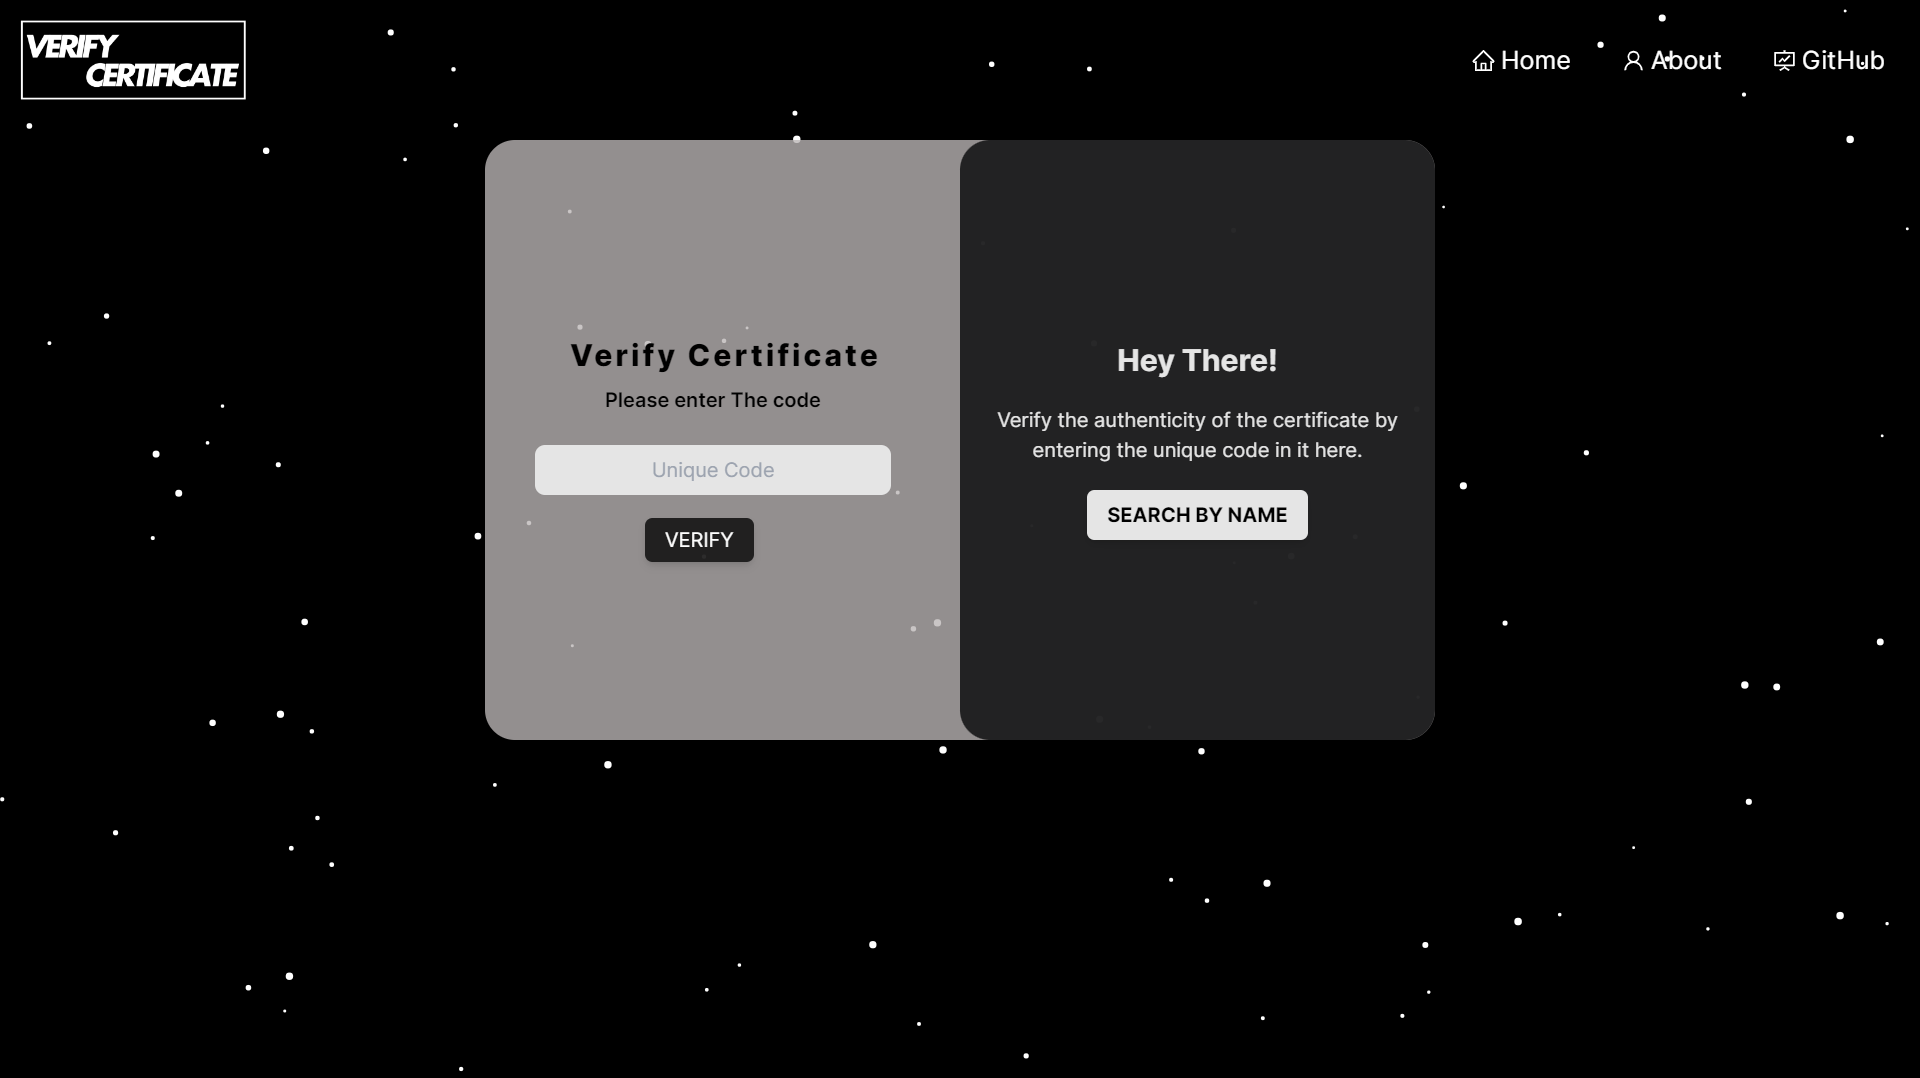 VERIFY
CERTIFICATE
Home
About
GitHub
Verify Certificate
Please enter The code
Unique Code
VERIFY
Hey There!
Verify the authenticity of the certificate by
entering the unique code in it here.
SEARCH BY NAME